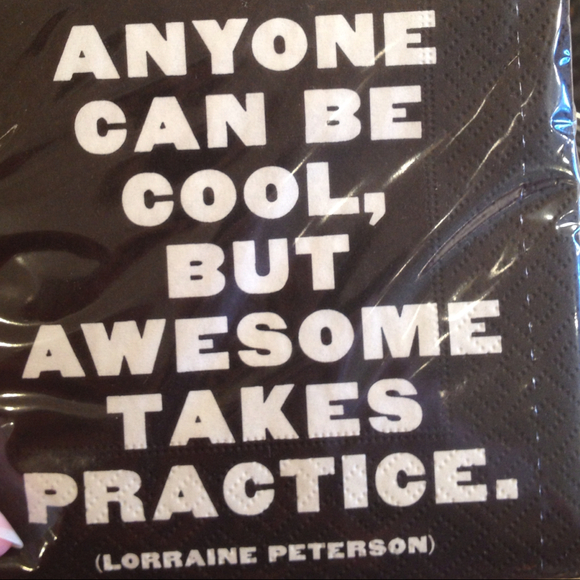 ANYONE
CAN BE
COOL,
BUT
AWESOME
TAKES
PRACTICE.
(LORRAINE PETERSON)